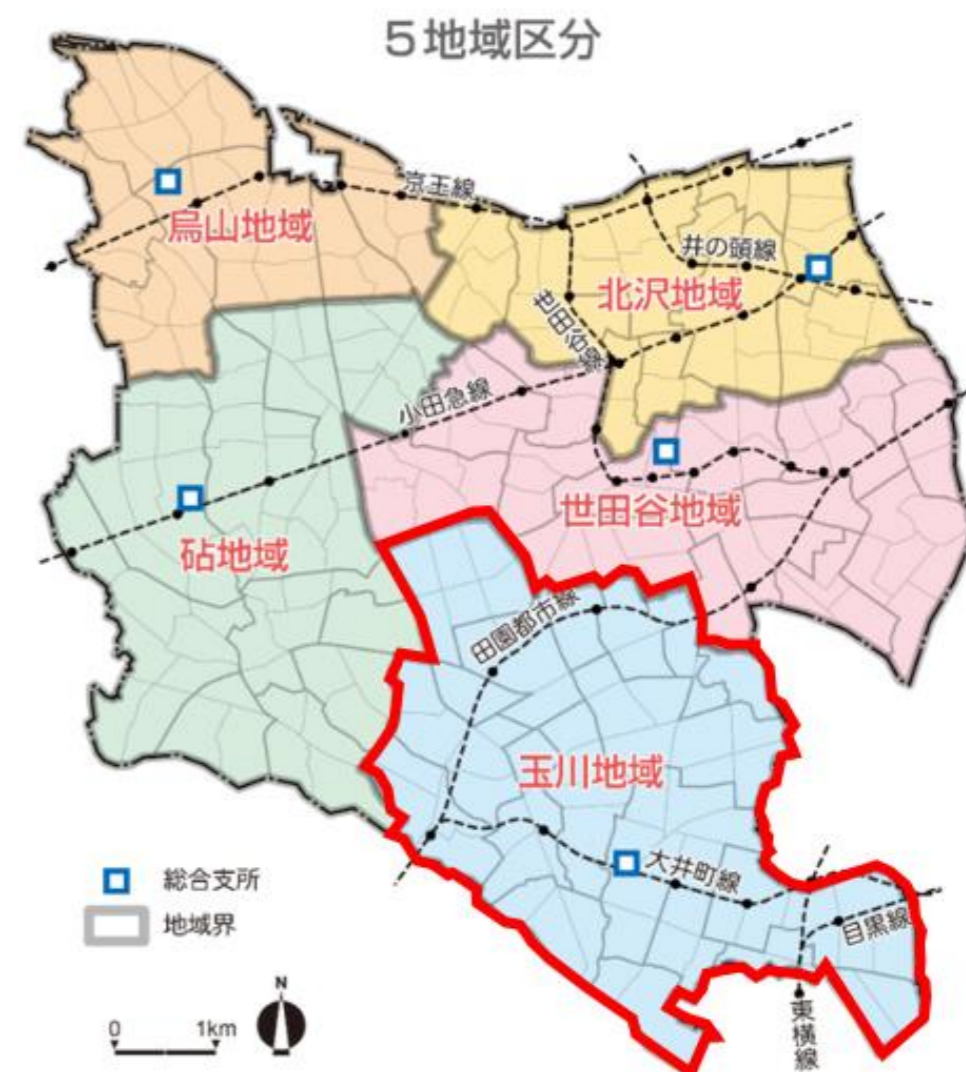 5地域区分
京王線
烏山地域
井の頭線
北沢地域
世田谷線
小田急線
世田谷地域
砧地域
田園都市線
玉川地域
大井町線
目黒線
東横線
総合支所
地域界
N
0 1km